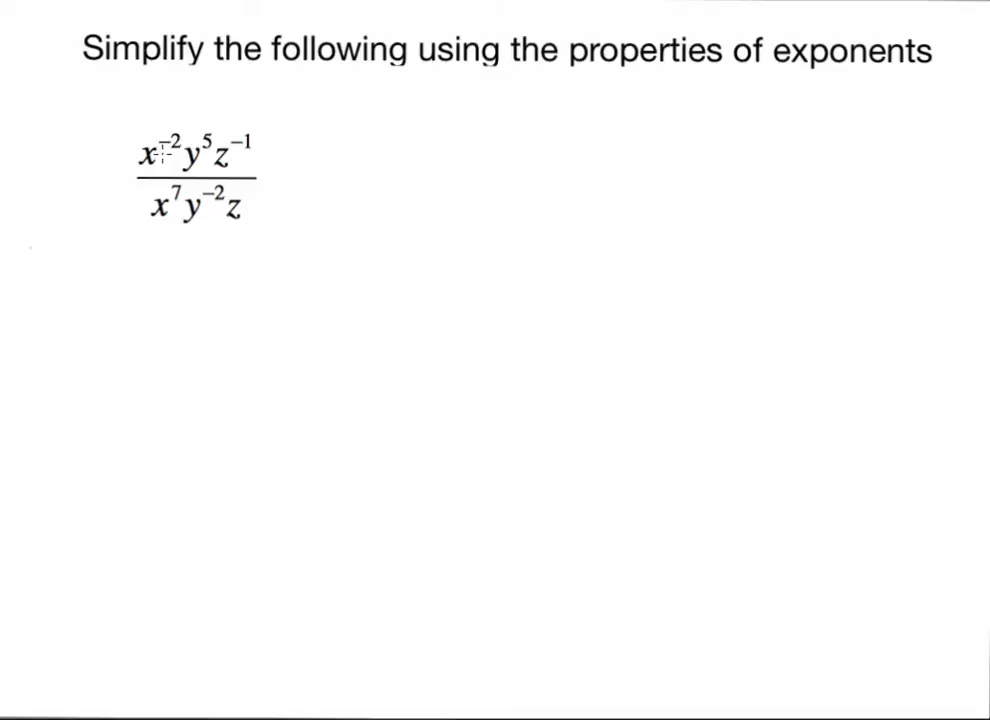 Simplify the following using the properties of exponents
x⁻²y⁵z⁻¹
x⁷y⁻²z